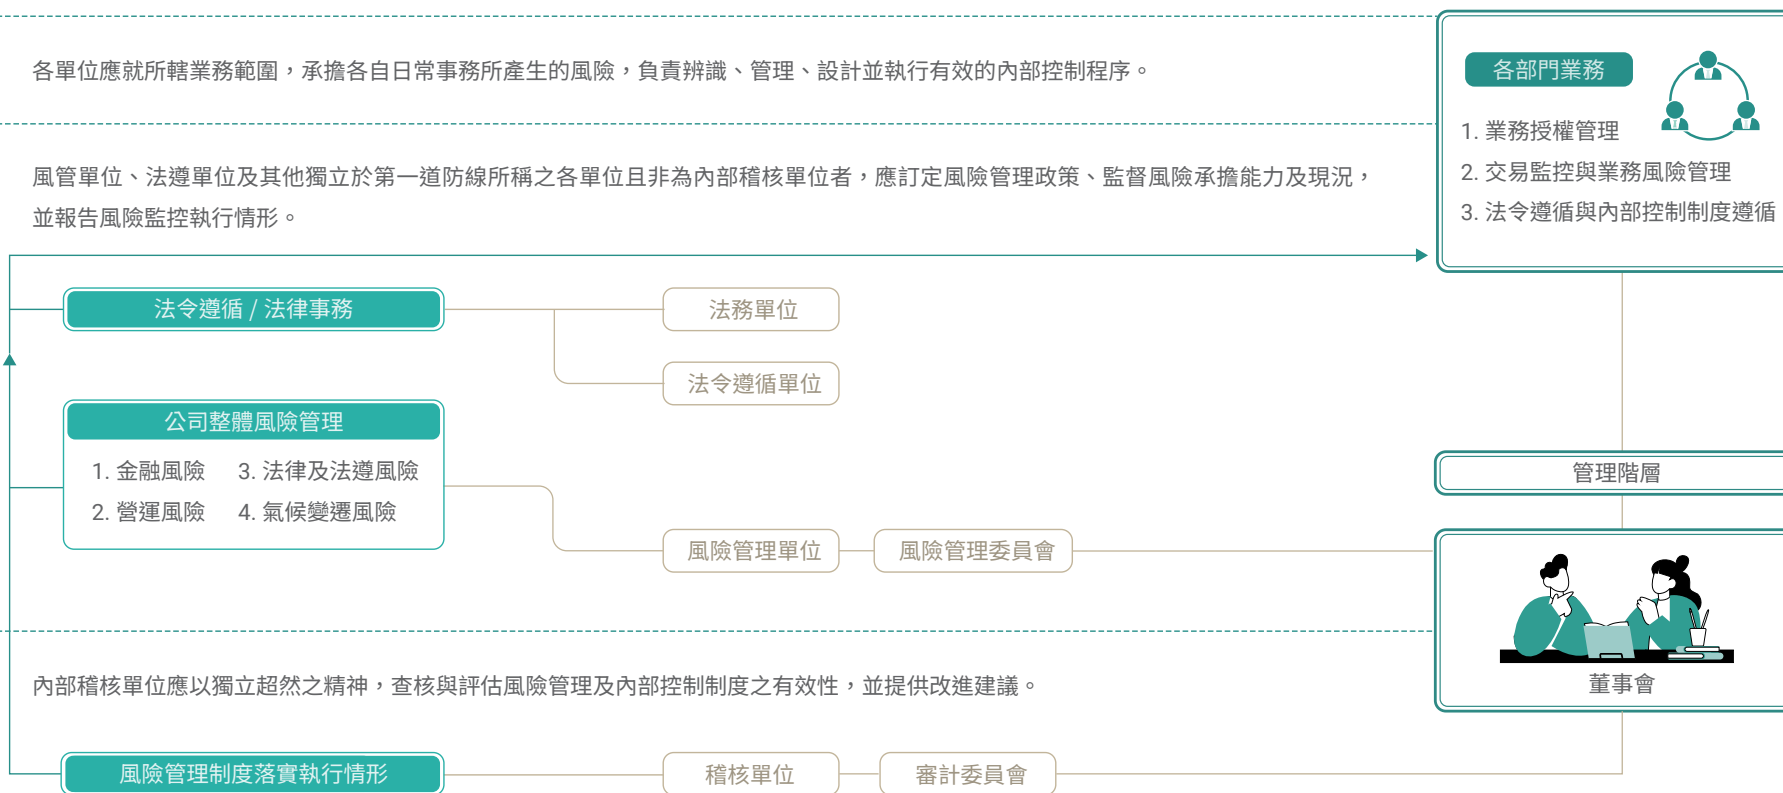 各單位應就所轄業務範圍，承擔各自日常事務所產生的風險，負責辨識、管理、設計並執行有效的內部控制程序。
各部門業務
1. 業務授權管理
2. 交易監控與業務風險管理
3. 法令遵循與內部控制制度遵循
風管單位、法遵單位及其他獨立於第一道防線所稱之各單位且非為內部稽核單位者，應訂定風險管理政策、監督風險承擔能力及現況，
並報告風險監控執行情形。
法令遵循 / 法律事務
法務單位
法令遵循單位
公司整體風險管理
1. 金融風險
3. 法律及法遵風險
2. 營運風險
4. 氣候變遷風險
管理階層
風險管理單位
風險管理委員會
董事會
內部稽核單位應以獨立超然之精神，查核與評估風險管理及內部控制制度之有效性，並提供改進建議。
風險管理制度落實執行情形
稽核單位
審計委員會